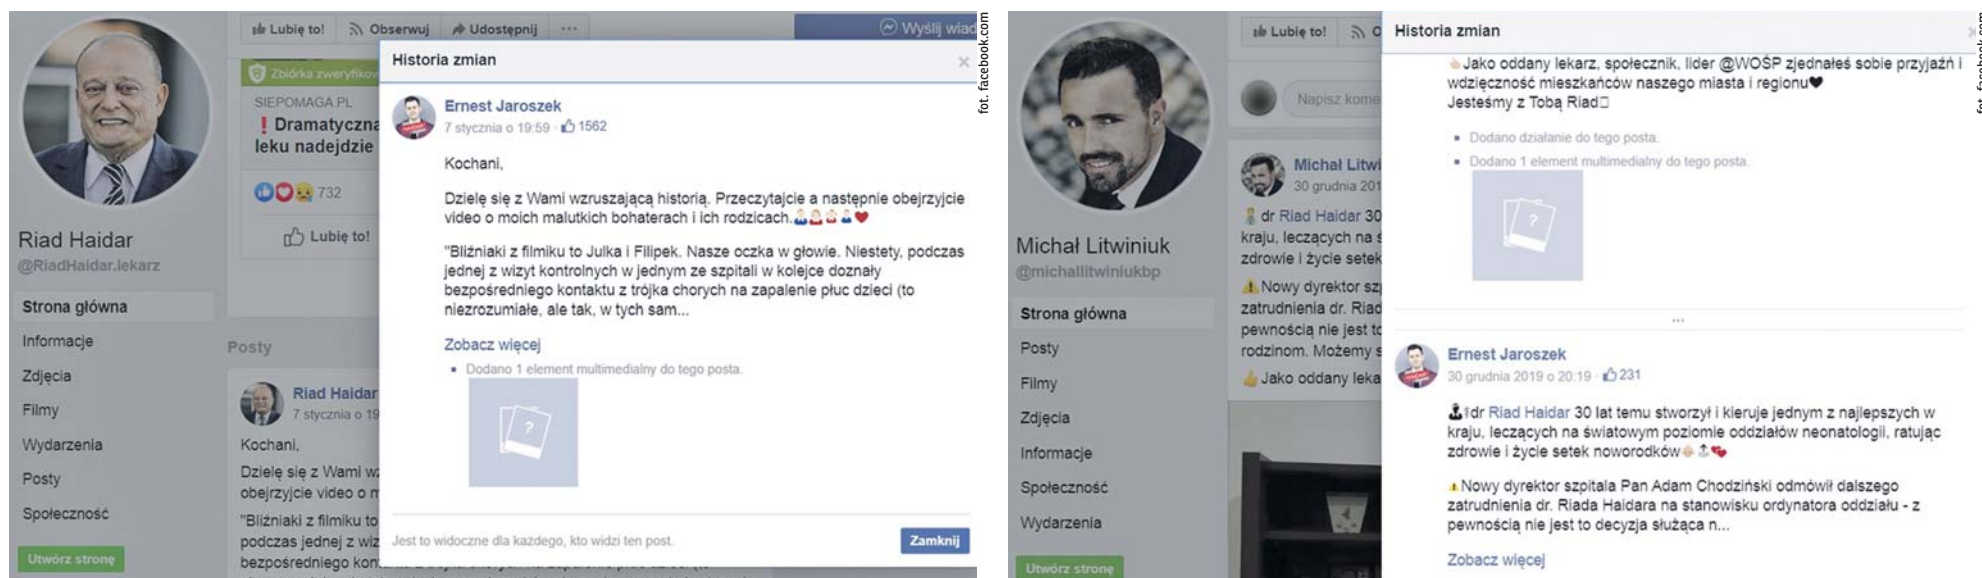 Lubię to! Obserwuj Udostępnij
Wyślij wiad
Zbiórka zweryfikow
SIEPOMAGA.PL
Dramatyczna
leku nadejdzie
732
Lubię to!
Riad Haidar
@RiadHaidar.lekarz
Strona główna
Informacje
Zdjęcia
Filmy
Wydarzenia
Posty
Społeczność
Utwórz stronę
Posty
Riad Haidar
7 stycznia o 19
Kochani,
Dzielę się z Wami wz
obejrzyjcie video o m
"Bliźniaki z filmiku to
podczas jednej z wiz
bezpośredniego kon
Historia zmian
Ernest Jaroszek
7 stycznia o 19:59 · 1562
Kochani,
Dzielę się z Wami wzruszającą historią. Przeczytajcie a następnie obejrzyjcie
video o moich malutkich bohaterach i ich rodzicach.
"Bliźniaki z filmiku to Julka i Filipek. Nasze oczka w głowie. Niestety, podczas
jednej z wizyt kontrolnych w jednym ze szpitali w kolejce doznały
bezpośredniego kontaktu z trójka chorych na zapalenie płuc dzieci (to
niezrozumiałe, ale tak, w tych sam...
Zobacz więcej
Dodano 1 element multimedialny do tego posta.
Jest to widoczne dla każdego, kto widzi ten post.
Zamknij
fot. facebook.com
Lubię to! O
Napisz kome
Michał Litwiniuk
@michallitwiniukbp
Strona główna
Posty
Filmy
Zdjęcia
Informacje
Społeczność
Wydarzenia
Utwórz stronę
Michał Litwi
30 grudnia 201
dr Riad Haidar 30
kraju, leczących na ś
zdrowie i życie setek
Nowy dyrektor szp
zatrudnienia dr. Riad
pewnością nie jest to
rodzinom. Możemy s
Jako oddany leka
Historia zmian
Jako oddany lekarz, społecznik, lider @WOŚP zjednałeś sobie przyjaźń i
wdzięczność mieszkańców naszego miasta i regionu
Jesteśmy z Tobą Riad
Dodano działanie do tego posta.
Dodano 1 element multimedialny do tego posta.
...
Ernest Jaroszek
30 grudnia 2019 o 20:19 · 231
dr Riad Haidar 30 lat temu stworzył i kieruje jednym z najlepszych w
kraju, leczących na światowym poziomie oddziałów neonatologii, ratując
zdrowie i życie setek noworodków
Nowy dyrektor szpitala Pan Adam Chodziński odmówił dalszego
zatrudnienia dr. Riada Haidara na stanowisku ordynatora oddziału - z
pewnością nie jest to decyzja służąca n...
Zobacz więcej
fot. facebook.com